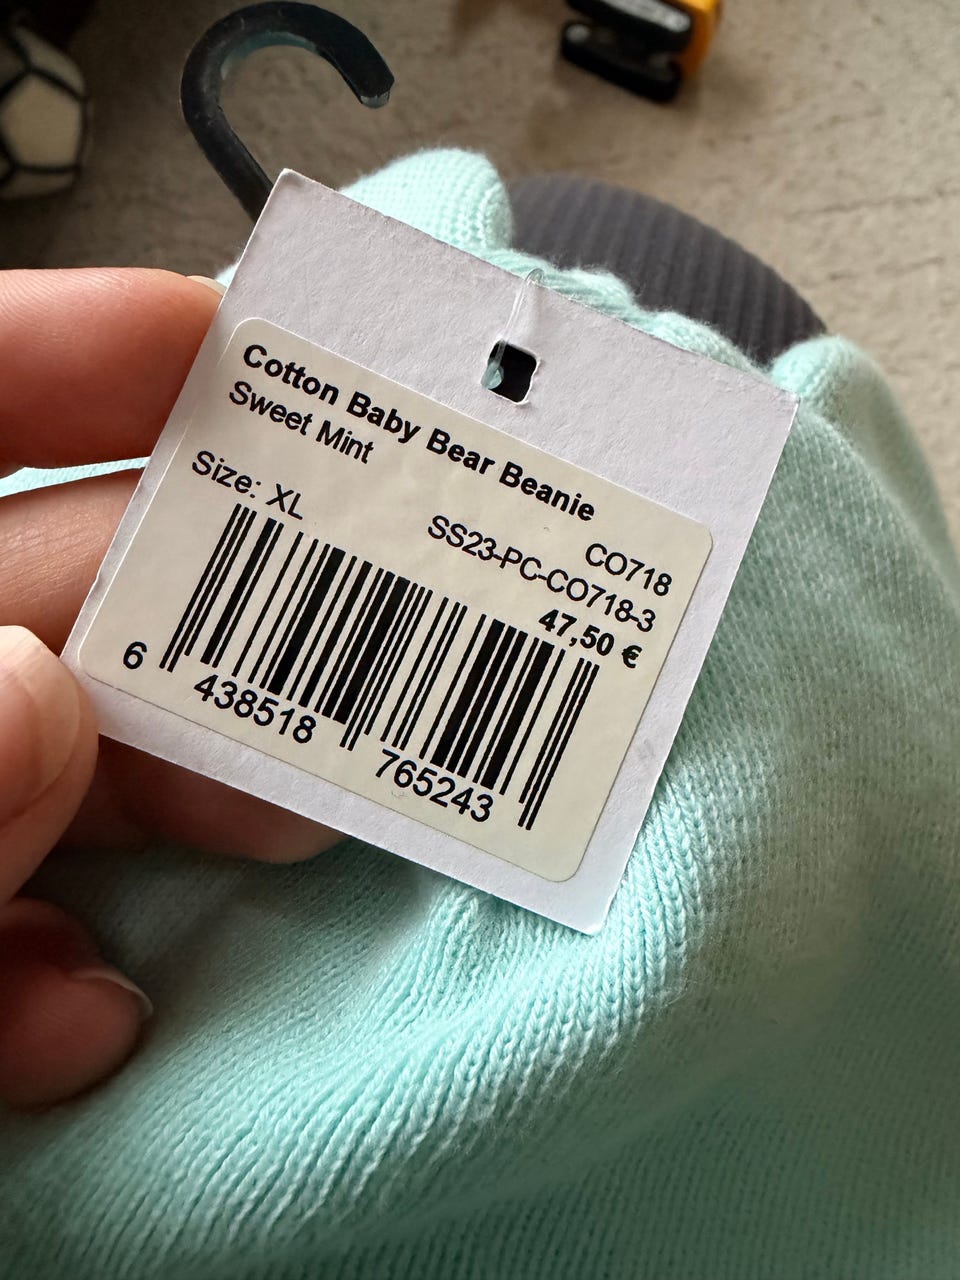 Cotton Baby Bear Beanie
Sweet Mint
CO718
Size: XL
SS23-PC-CO718-3
47,50 €
6 438518 765243